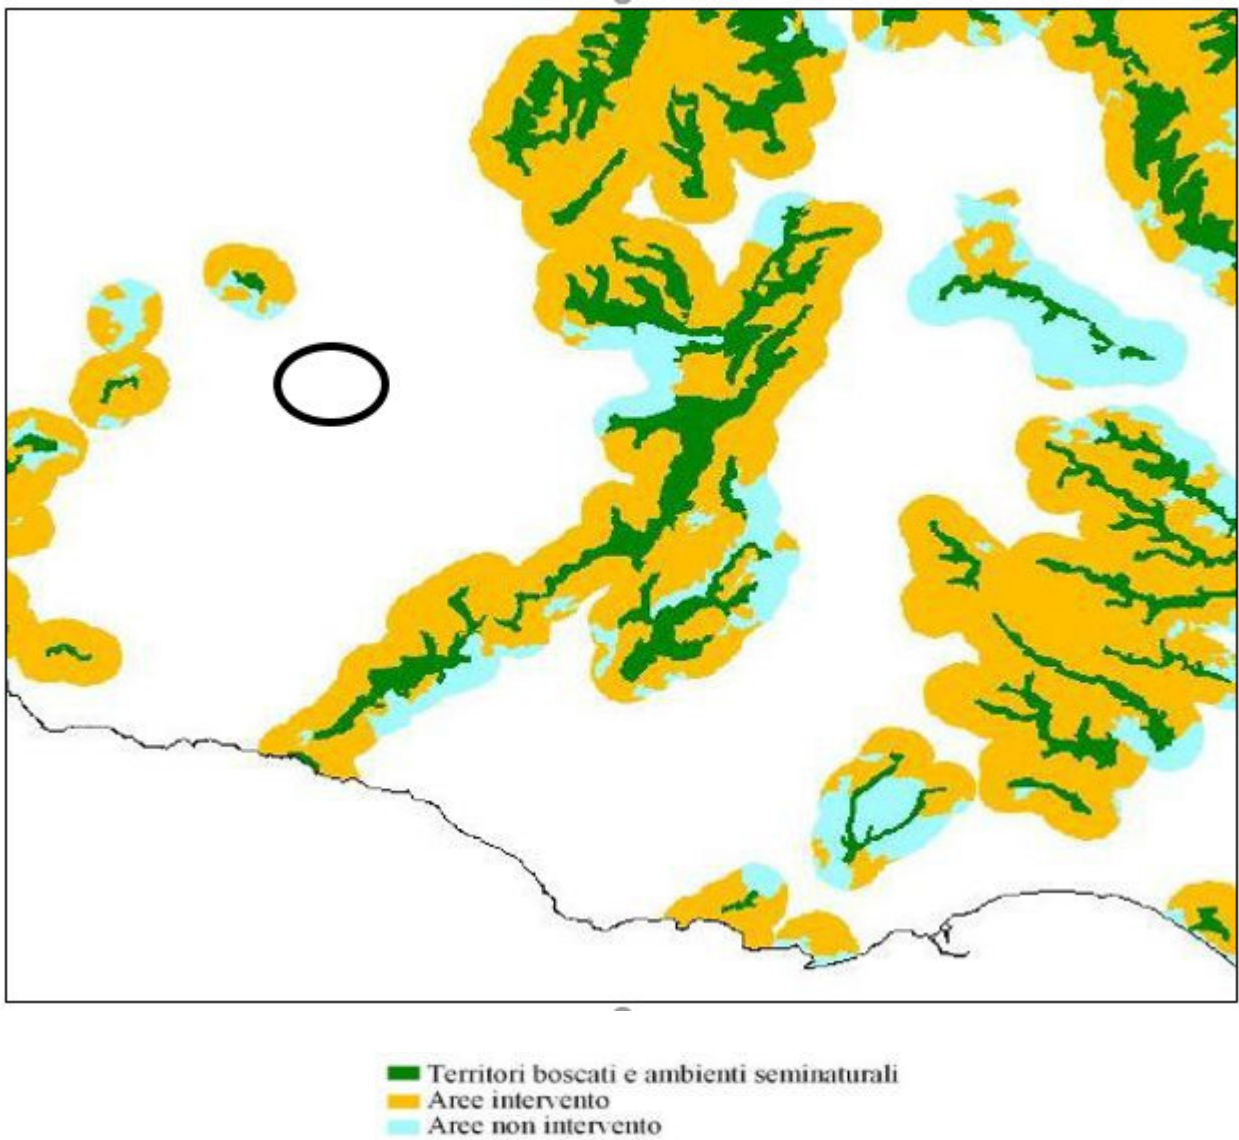 Territori boscati e ambienti seminaturali
Aree intervento
Aree non intervento